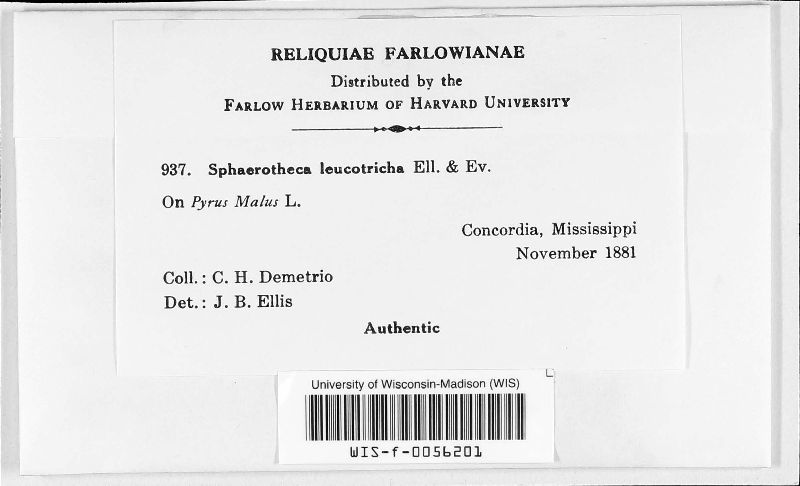 RELIQUIAE FARLOWIANAE
Distributed by the
FARLOW HERBARIUM OF HARVARD UNIVERSITY
937. Sphaerotheca leucotricha Ell. & Ev.
On Pyrus Malus L.
Concordia, Mississippi
November 1881
Coll.: C. H. Demetrio
Det.: J. B. Ellis
Authentic
University of Wisconsin-Madison (WIS)
WIS-f-0056201